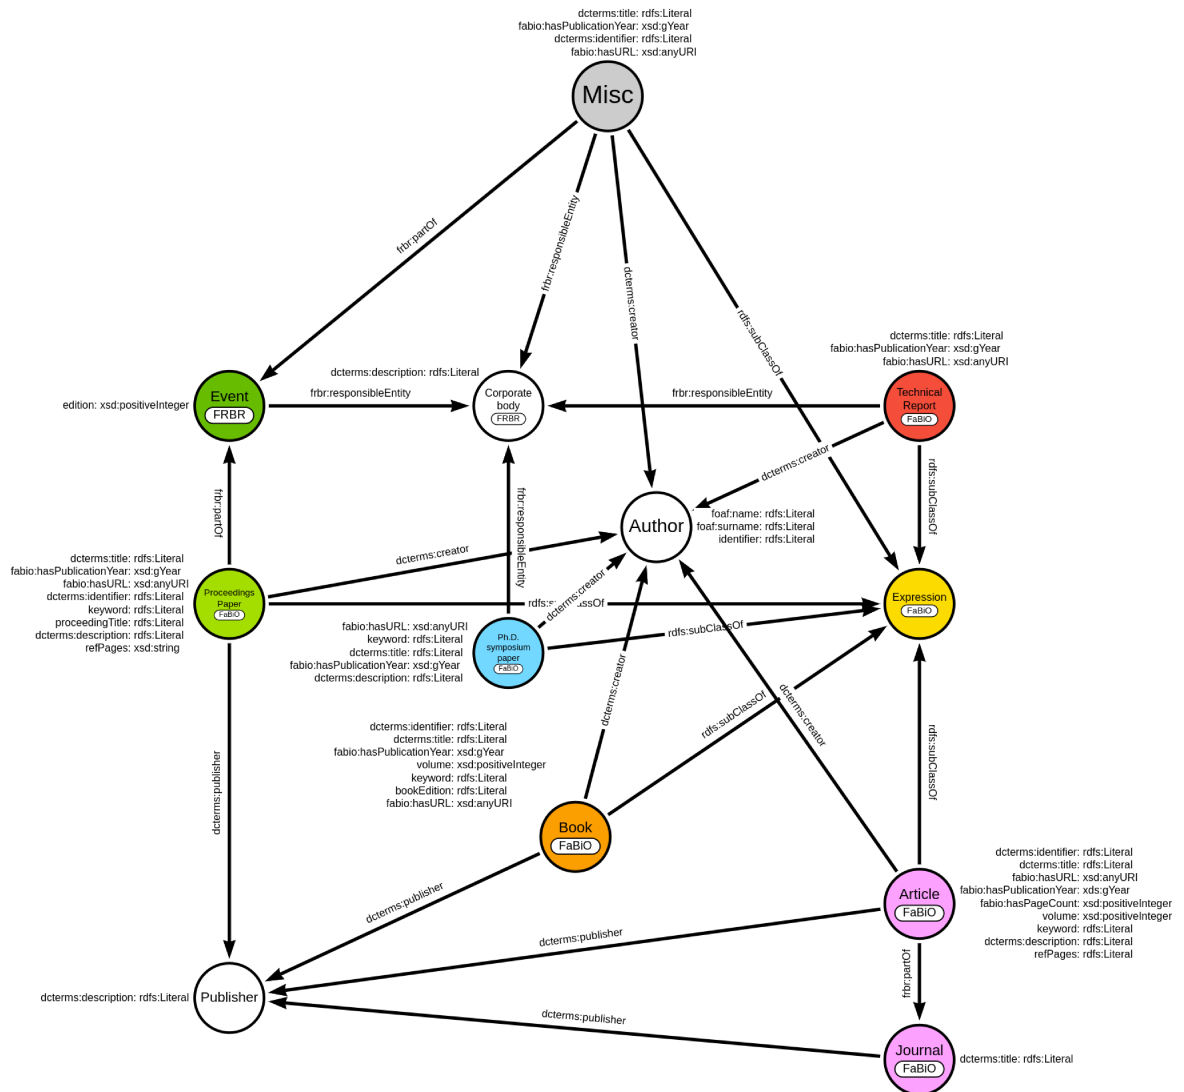 dcterms:title: rdfs:Literal
fabio:hasPublicationYear: xsd:gYear
dcterms:identifier: rdfs:Literal
fabio:hasURL: xsd:anyURI
Misc
frbr:partOf
frbr:responsibleEntity
dcterms:creator
rdfs:subClassOf
dcterms:title: rdfs:Literal
fabio:hasPublicationYear: xsd:gYear
fabio:hasURL: xsd:anyURI
dcterms:description: rdfs:Literal
edition: xsd:positiveInteger
Event
FRBR
frbr:responsibleEntity
Corporate
body
FRBR
frbr:responsibleEntity
Technical
Report
FaBiO
dcterms:creator
rdfs:subClassOf
frbr:partOf
frbr:responsibleEntity
Author
foaf:name: rdfs:Literal
foaf:surname: rdfs:Literal
identifier: rdfs:Literal
dcterms:creator
dcterms:title: rdfs:Literal
fabio:hasPublicationYear: xsd:gYear
fabio:hasURL: xsd:anyURI
dcterms:identifier: rdfs:Literal
keyword: rdfs:Literal
proceedingTitle: rdfs:Literal
dcterms:description: rdfs:Literal
refPages: xsd:string
Proceedings
Paper
FaBiO
dcterms:creator
Expression
FaBiO
fabio:hasURL: xsd:anyURI
keyword: rdfs:Literal
dcterms:title: rdfs:Literal
fabio:hasPublicationYear: xsd:gYear
dcterms:description: rdfs:Literal
Ph.D.
symposium
paper
FaBiO
rdfs:subClassOf
dcterms:creator
rdfs:subClassOf
dcterms:creator
rdfs:subClassOf
dcterms:publisher
dcterms:identifier: rdfs:Literal
dcterms:title: rdfs:Literal
fabio:hasPublicationYear: xsd:gYear
volume: xsd:positiveInteger
keyword: rdfs:Literal
bookEdition: rdfs:Literal
fabio:hasURL: xsd:anyURI
Book
FaBiO
dcterms:publisher
dcterms:identifier: rdfs:Literal
dcterms:title: rdfs:Literal
fabio:hasURL: xsd:anyURI
fabio:hasPublicationYear: xds:gYear
fabio:hasPageCount: xsd:positiveInteger
volume: xsd:positiveInteger
keyword: rdfs:Literal
dcterms:description: rdfs:Literal
refPages: rdfs:Literal
Article
FaBiO
dcterms:publisher
frbr:partOf
dcterms:description: rdfs:Literal
Publisher
dcterms:publisher
Journal
FaBiO
dcterms:title: rdfs:Literal